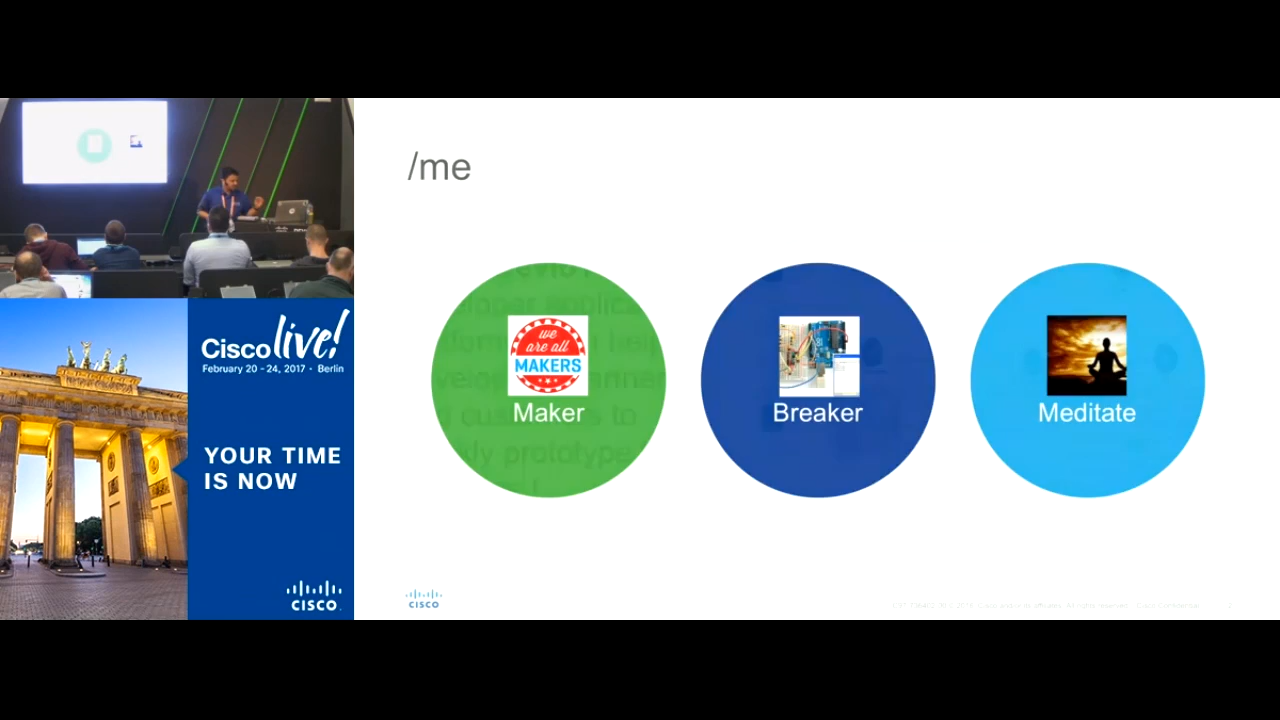 Cisco live!
February 20 - 24, 2017 • Berlin
YOUR TIME
IS NOW
CISCO
/me
we
are all
MAKERS
Maker
Breaker
Meditate
CISCO